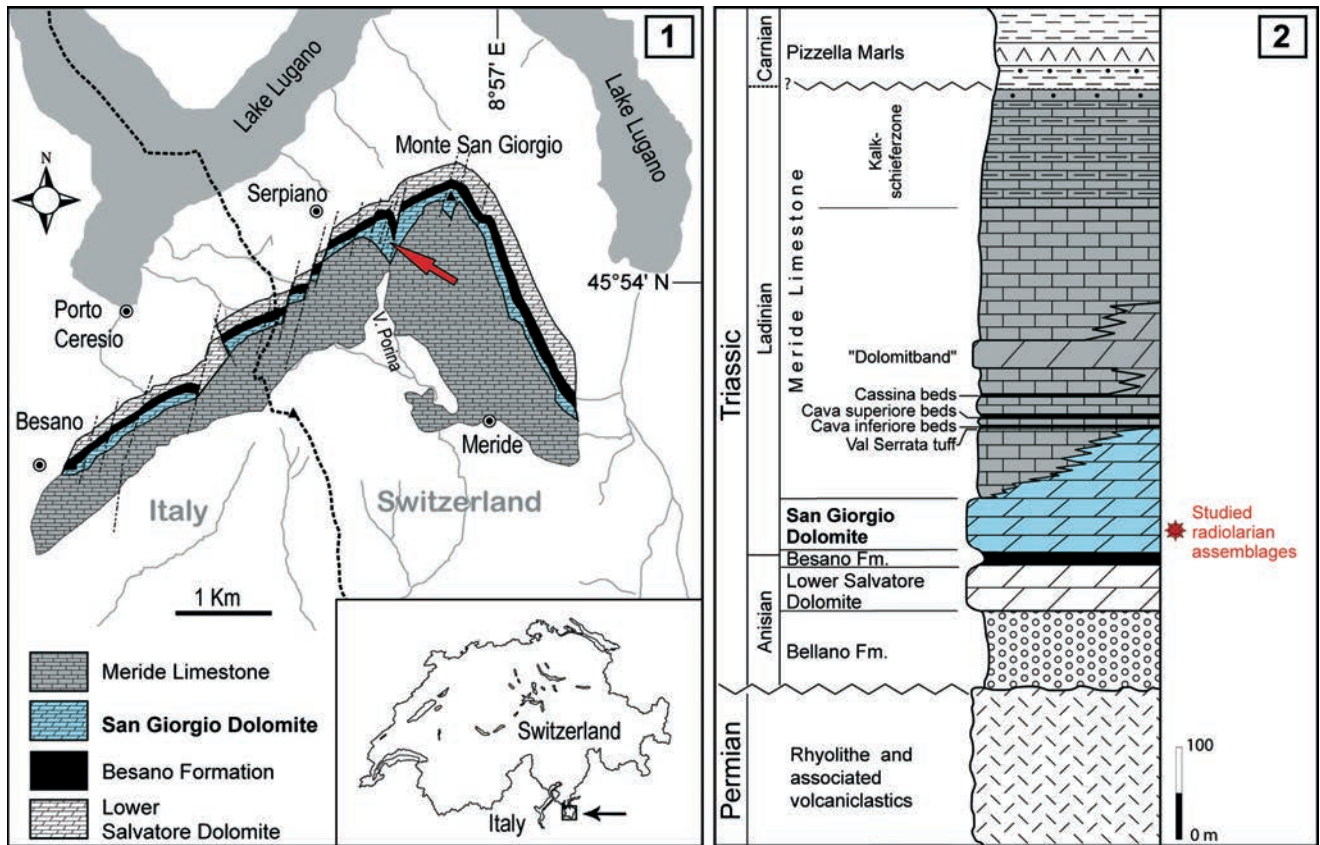 1
Lake Lugano
8°57' E
Lake Lugano
N
Monte San Giorgio
Serpiano
45°54' N
Porto
Ceresio
V. Porina
Besano
Meride
Italy
Switzerland
1 Km
Meride Limestone
San Giorgio Dolomite
Besano Formation
Lower
Salvatore Dolomite
Switzerland
Italy
2
Triassic
Permian
Carnian
Ladinian
Anisian
Pizzella Marls
?
Meride Limestone
Kalk-
schieferzone
"Dolomitband"
Cassina beds
Cava superiore beds
Cava inferiore beds
Val Serrata tuff
San Giorgio
Dolomite
Besano Fm.
Lower Salvatore
Dolomite
Bellano Fm.
Rhyolithe and
associated
volcaniclastics
Studied
radiolarian
assemblages
100
0 m